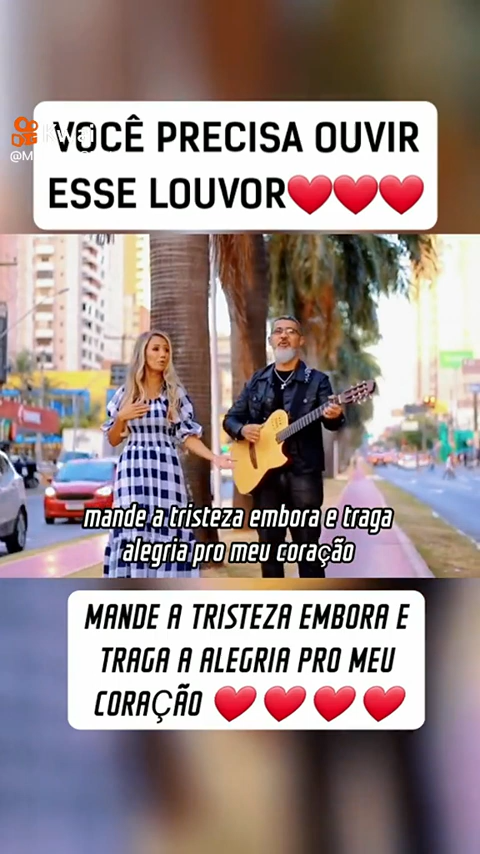 VOCÊ PRECISA OUVIR
ESSE LOUVOR❤️❤️❤️
Kwai
mande a tristeza embora e traga
alegria pro meu coração
MANDE A TRISTEZA EMBORA E
TRAGA A ALEGRIA PRO MEU
CORAÇÃO ❤️❤️❤️❤️